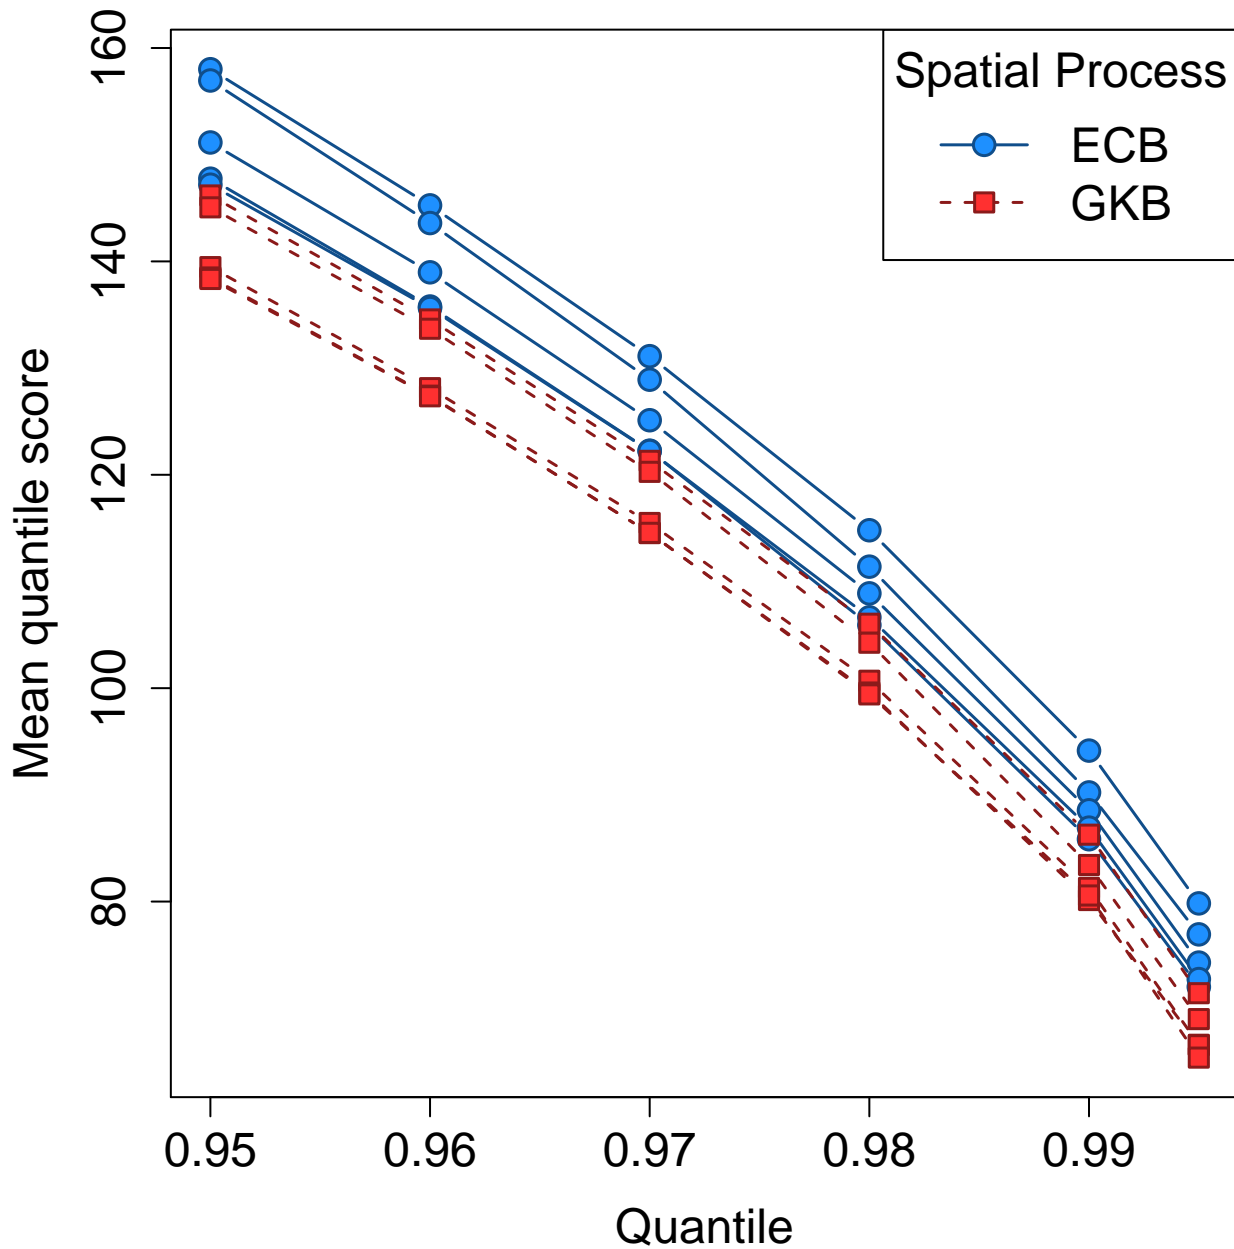 Spatial Process
ECB
GKB
Mean quantile score
160
140
120
100
80
0.95 0.96 0.97 0.98 0.99
Quantile